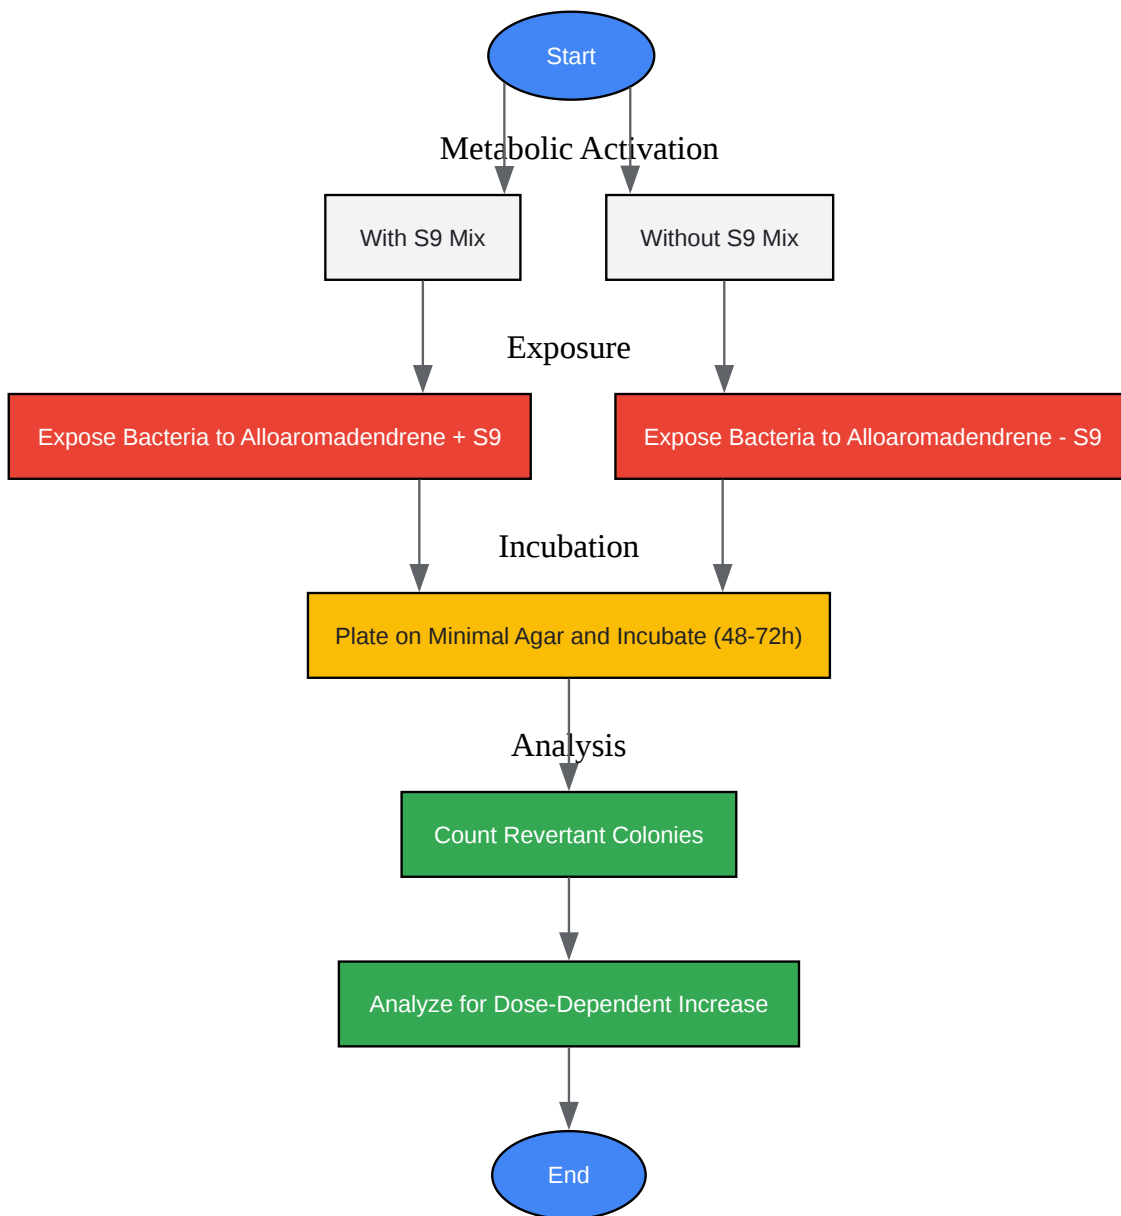 Start
Metabolic Activation
With S9 Mix
Without S9 Mix
Exposure
Expose Bacteria to Alloaromadendrene + S9
Expose Bacteria to Alloaromadendrene - S9
Incubation
Plate on Minimal Agar and Incubate (48-72h)
Analysis
Count Revertant Colonies
Analyze for Dose-Dependent Increase
End